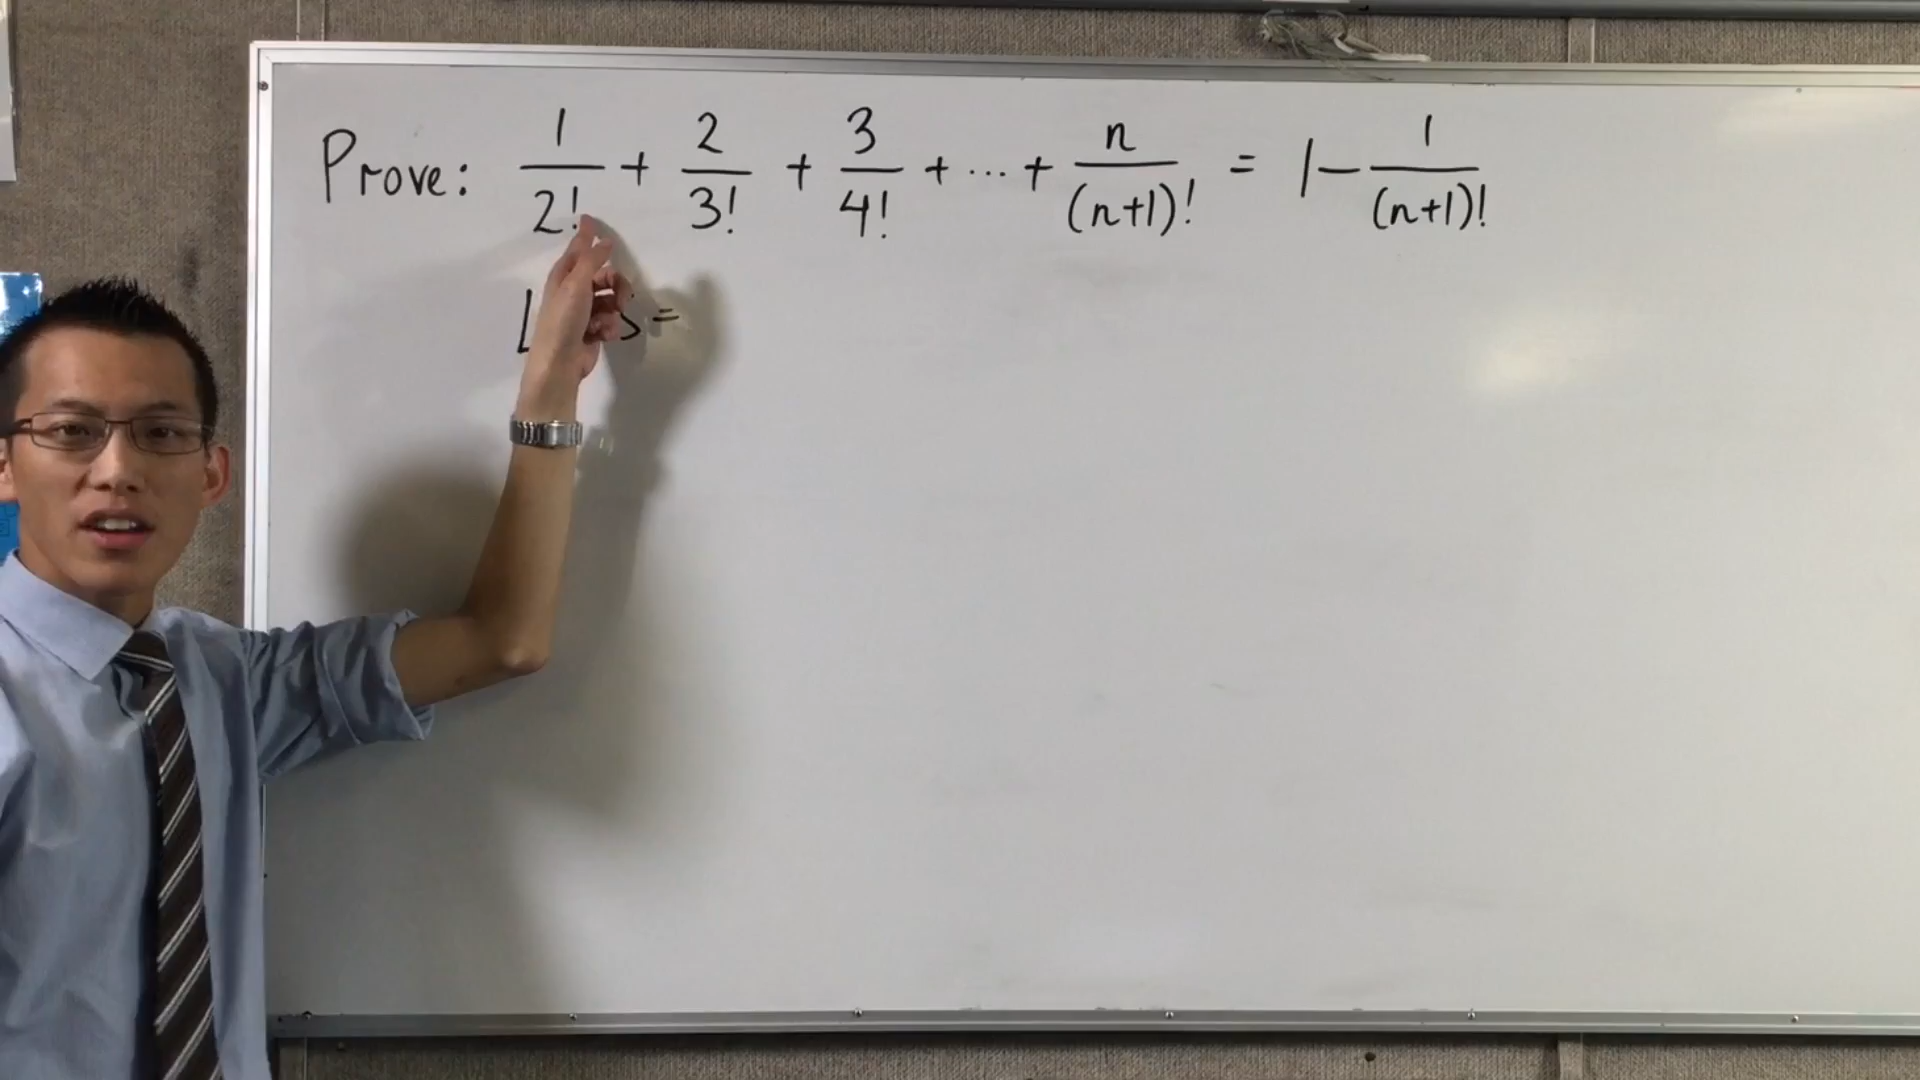 Prove: 1/2! + 2/3! + 3/4! + ... + n/(n+1)! = 1 - 1/(n+1)!